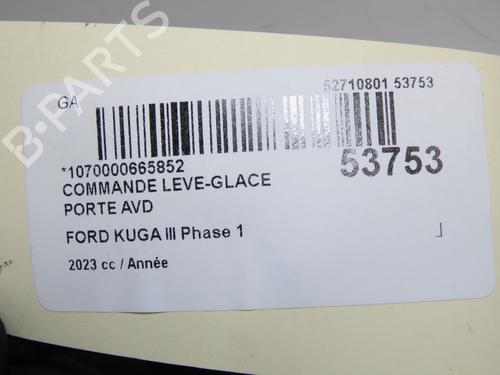 GA
52710801 53753
*1070000665852
53753
COMMANDE LEVE-GLACE
PORTE AVD
FORD KUGA III Phase 1
2023 cc / Année
B-PARTS